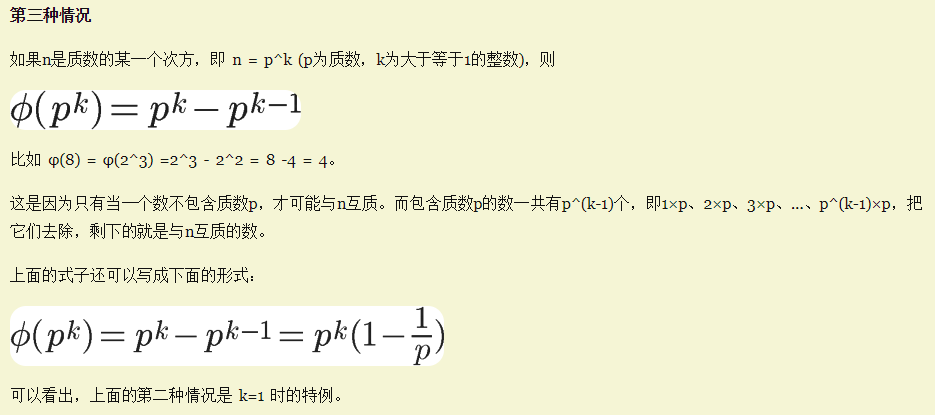 第三种情况
如果n是质数的某一个次方，即 n = p^k (p为质数，k为大于等于1的整数)，则
ϕ(p^k) = p^k − p^{k−1}
比如 φ(8) = φ(2^3) =2^3 - 2^2 = 8 -4 = 4。
这是因为只有当一个数不包含质数p，才可能与n互质。而包含质数p的数一共有p^(k-1)个，即1×p、2×p、3×p、...、p^(k-1)×p，把
它们去除，剩下的就是与n互质的数。
上面的式子还可以写成下面的形式：
ϕ(p^k) = p^k − p^{k−1} = p^k(1 − 1/p)
可以看出，上面的第二种情况是 k=1 时的特例。